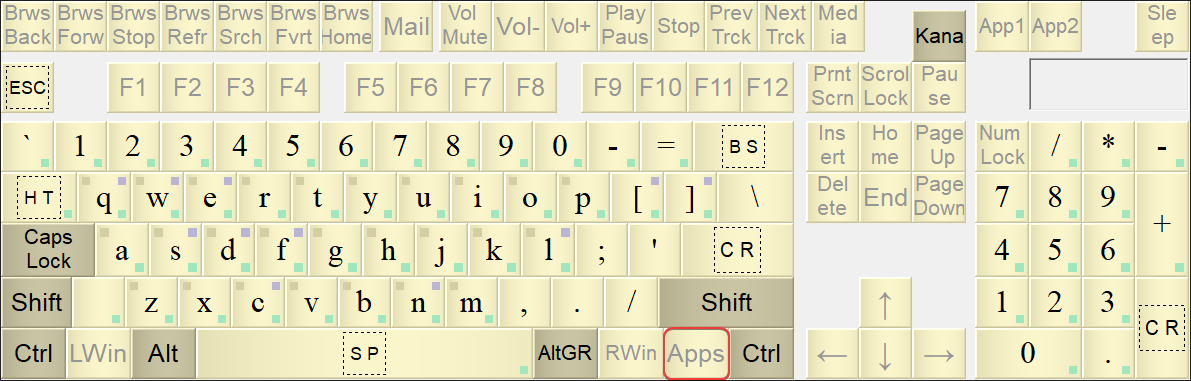 Brws Brws Brws Brws Brws Brws Brws Mail Vol Vol- Vol+ Play Stop Prev Next Med Kana App1 App2 Sle
Back Forw Stop Refr Srch Fvrt Home Mute Paus Trck Trck ia ep
ESC F1 F2 F3 F4 F5 F6 F7 F8 F9 F10 F11 F12 Prnt Scrol Pau
Scrn Lock se
` 1 2 3 4 5 6 7 8 9 0 - = B S Ins Ho Page Num / * -
ert me Up Lock
H T q w e r t y u i o p [ ] \ Del End Page 7 8 9 +
ete Down
Caps a s d f g h j k l ; ' C R 4 5 6
Lock
Shift z x c v b n m , . / Shift ↑ 1 2 3 C R
Ctrl LWin Alt S P AltGR RWin Apps Ctrl ← ↓ → 0 .